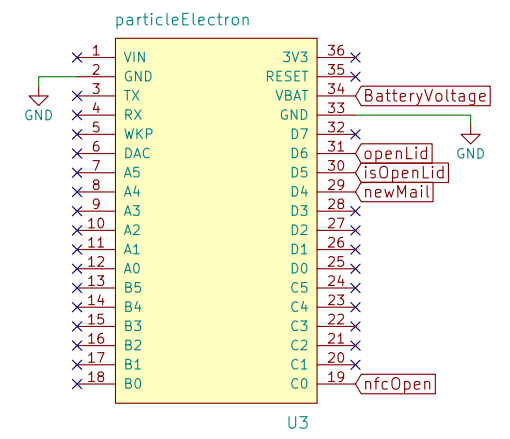 particleElectron
1 VIN 3V3 36
2 GND RESET 35
3 TX VBAT 34 BatteryVoltage
GND
4 RX GND 33
5 WKP D7 32
6 DAC D6 31 openLid
GND
7 A5 D5 30 isOpenLid
8 A4 D4 29 newMail
9 A3 D3 28
10 A2 D2 27
11 A1 D1 26
12 A0 D0 25
13 B5 C5 24
14 B4 C4 23
15 B3 C3 22
16 B2 C2 21
17 B1 C1 20
18 B0 C0 19 nfcOpen
U3